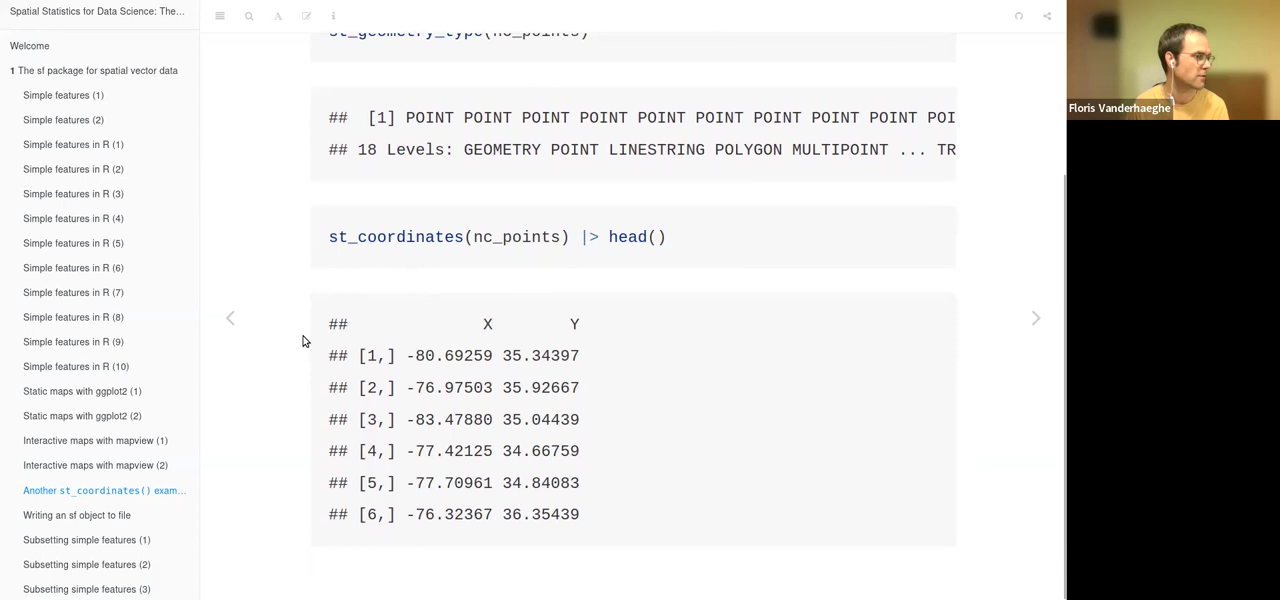 Spatial Statistics for Data Science: The...
Welcome
1 The sf package for spatial vector data
Simple features (1)
Simple features (2)
Simple features in R (1)
Simple features in R (2)
Simple features in R (3)
Simple features in R (4)
Simple features in R (5)
Simple features in R (6)
Simple features in R (7)
Simple features in R (8)
Simple features in R (9)
Simple features in R (10)
Static maps with ggplot2 (1)
Static maps with ggplot2 (2)
Interactive maps with mapview (1)
Interactive maps with mapview (2)
Another st_coordinates() exam...
Writing an sf object to file
Subsetting simple features (1)
Subsetting simple features (2)
Subsetting simple features (3)
st_geometry_type(nc_points)
##  [1] POINT POINT POINT POINT POINT POINT POINT POINT POINT POI
## 18 Levels: GEOMETRY POINT LINESTRING POLYGON MULTIPOINT ... TR
st_coordinates(nc_points) |> head()
##              X        Y
## [1,] -80.69259 35.34397
## [2,] -76.97503 35.92667
## [3,] -83.47880 35.04439
## [4,] -77.42125 34.66759
## [5,] -77.70961 34.84083
## [6,] -76.32367 36.35439
Floris Vanderhaeghe